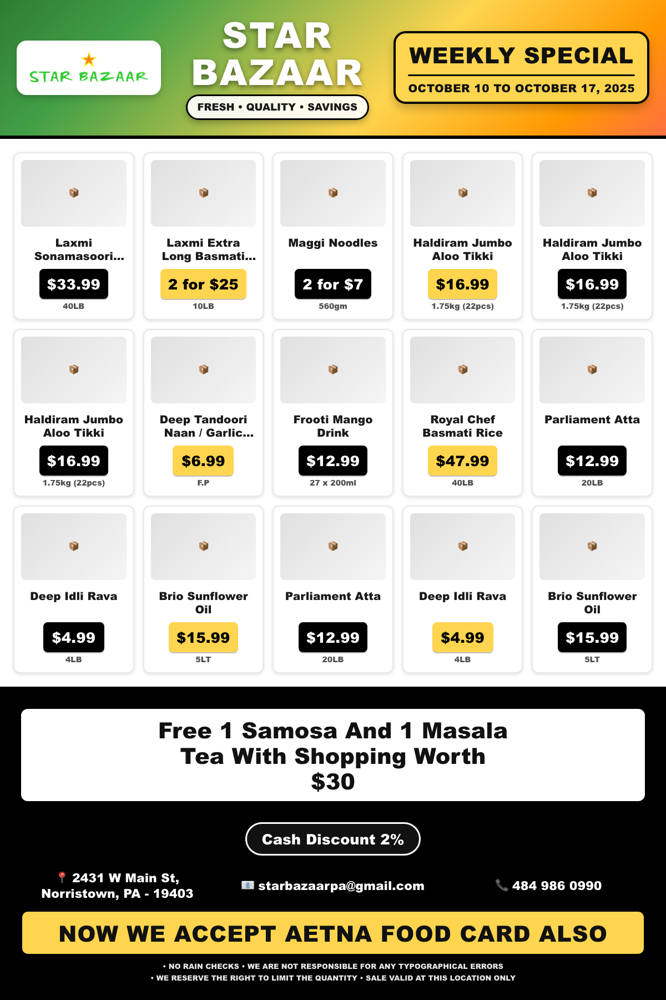 STAR BAZAAR
STAR
BAZAAR
FRESH • QUALITY • SAVINGS
WEEKLY SPECIAL
OCTOBER 10 TO OCTOBER 17, 2025
Laxmi
Sonamasoori...
$33.99
40LB
Laxmi Extra
Long Basmati...
2 for $25
10LB
Maggi Noodles
2 for $7
560gm
Haldiram Jumbo
Aloo Tikki
$16.99
1.75kg (22pcs)
Haldiram Jumbo
Aloo Tikki
$16.99
1.75kg (22pcs)
Haldiram Jumbo
Aloo Tikki
$16.99
1.75kg (22pcs)
Deep Tandoori
Naan / Garlic...
$6.99
F.P
Frooti Mango
Drink
$12.99
27 x 200ml
Royal Chef
Basmati Rice
$47.99
40LB
Parliament Atta
$12.99
20LB
Deep Idli Rava
$4.99
4LB
Brio Sunflower
Oil
$15.99
5LT
Parliament Atta
$12.99
20LB
Deep Idli Rava
$4.99
4LB
Brio Sunflower
Oil
$15.99
5LT
Free 1 Samosa And 1 Masala
Tea With Shopping Worth
$30
Cash Discount 2%
2431 W Main St,
Norristown, PA - 19403
starbazaarpa@gmail.com
484 986 0990
NOW WE ACCEPT AETNA FOOD CARD ALSO
• NO RAIN CHECKS • WE ARE NOT RESPONSIBLE FOR ANY TYPOGRAPHICAL ERRORS
• WE RESERVE THE RIGHT TO LIMIT THE QUANTITY • SALE VALID AT THIS LOCATION ONLY